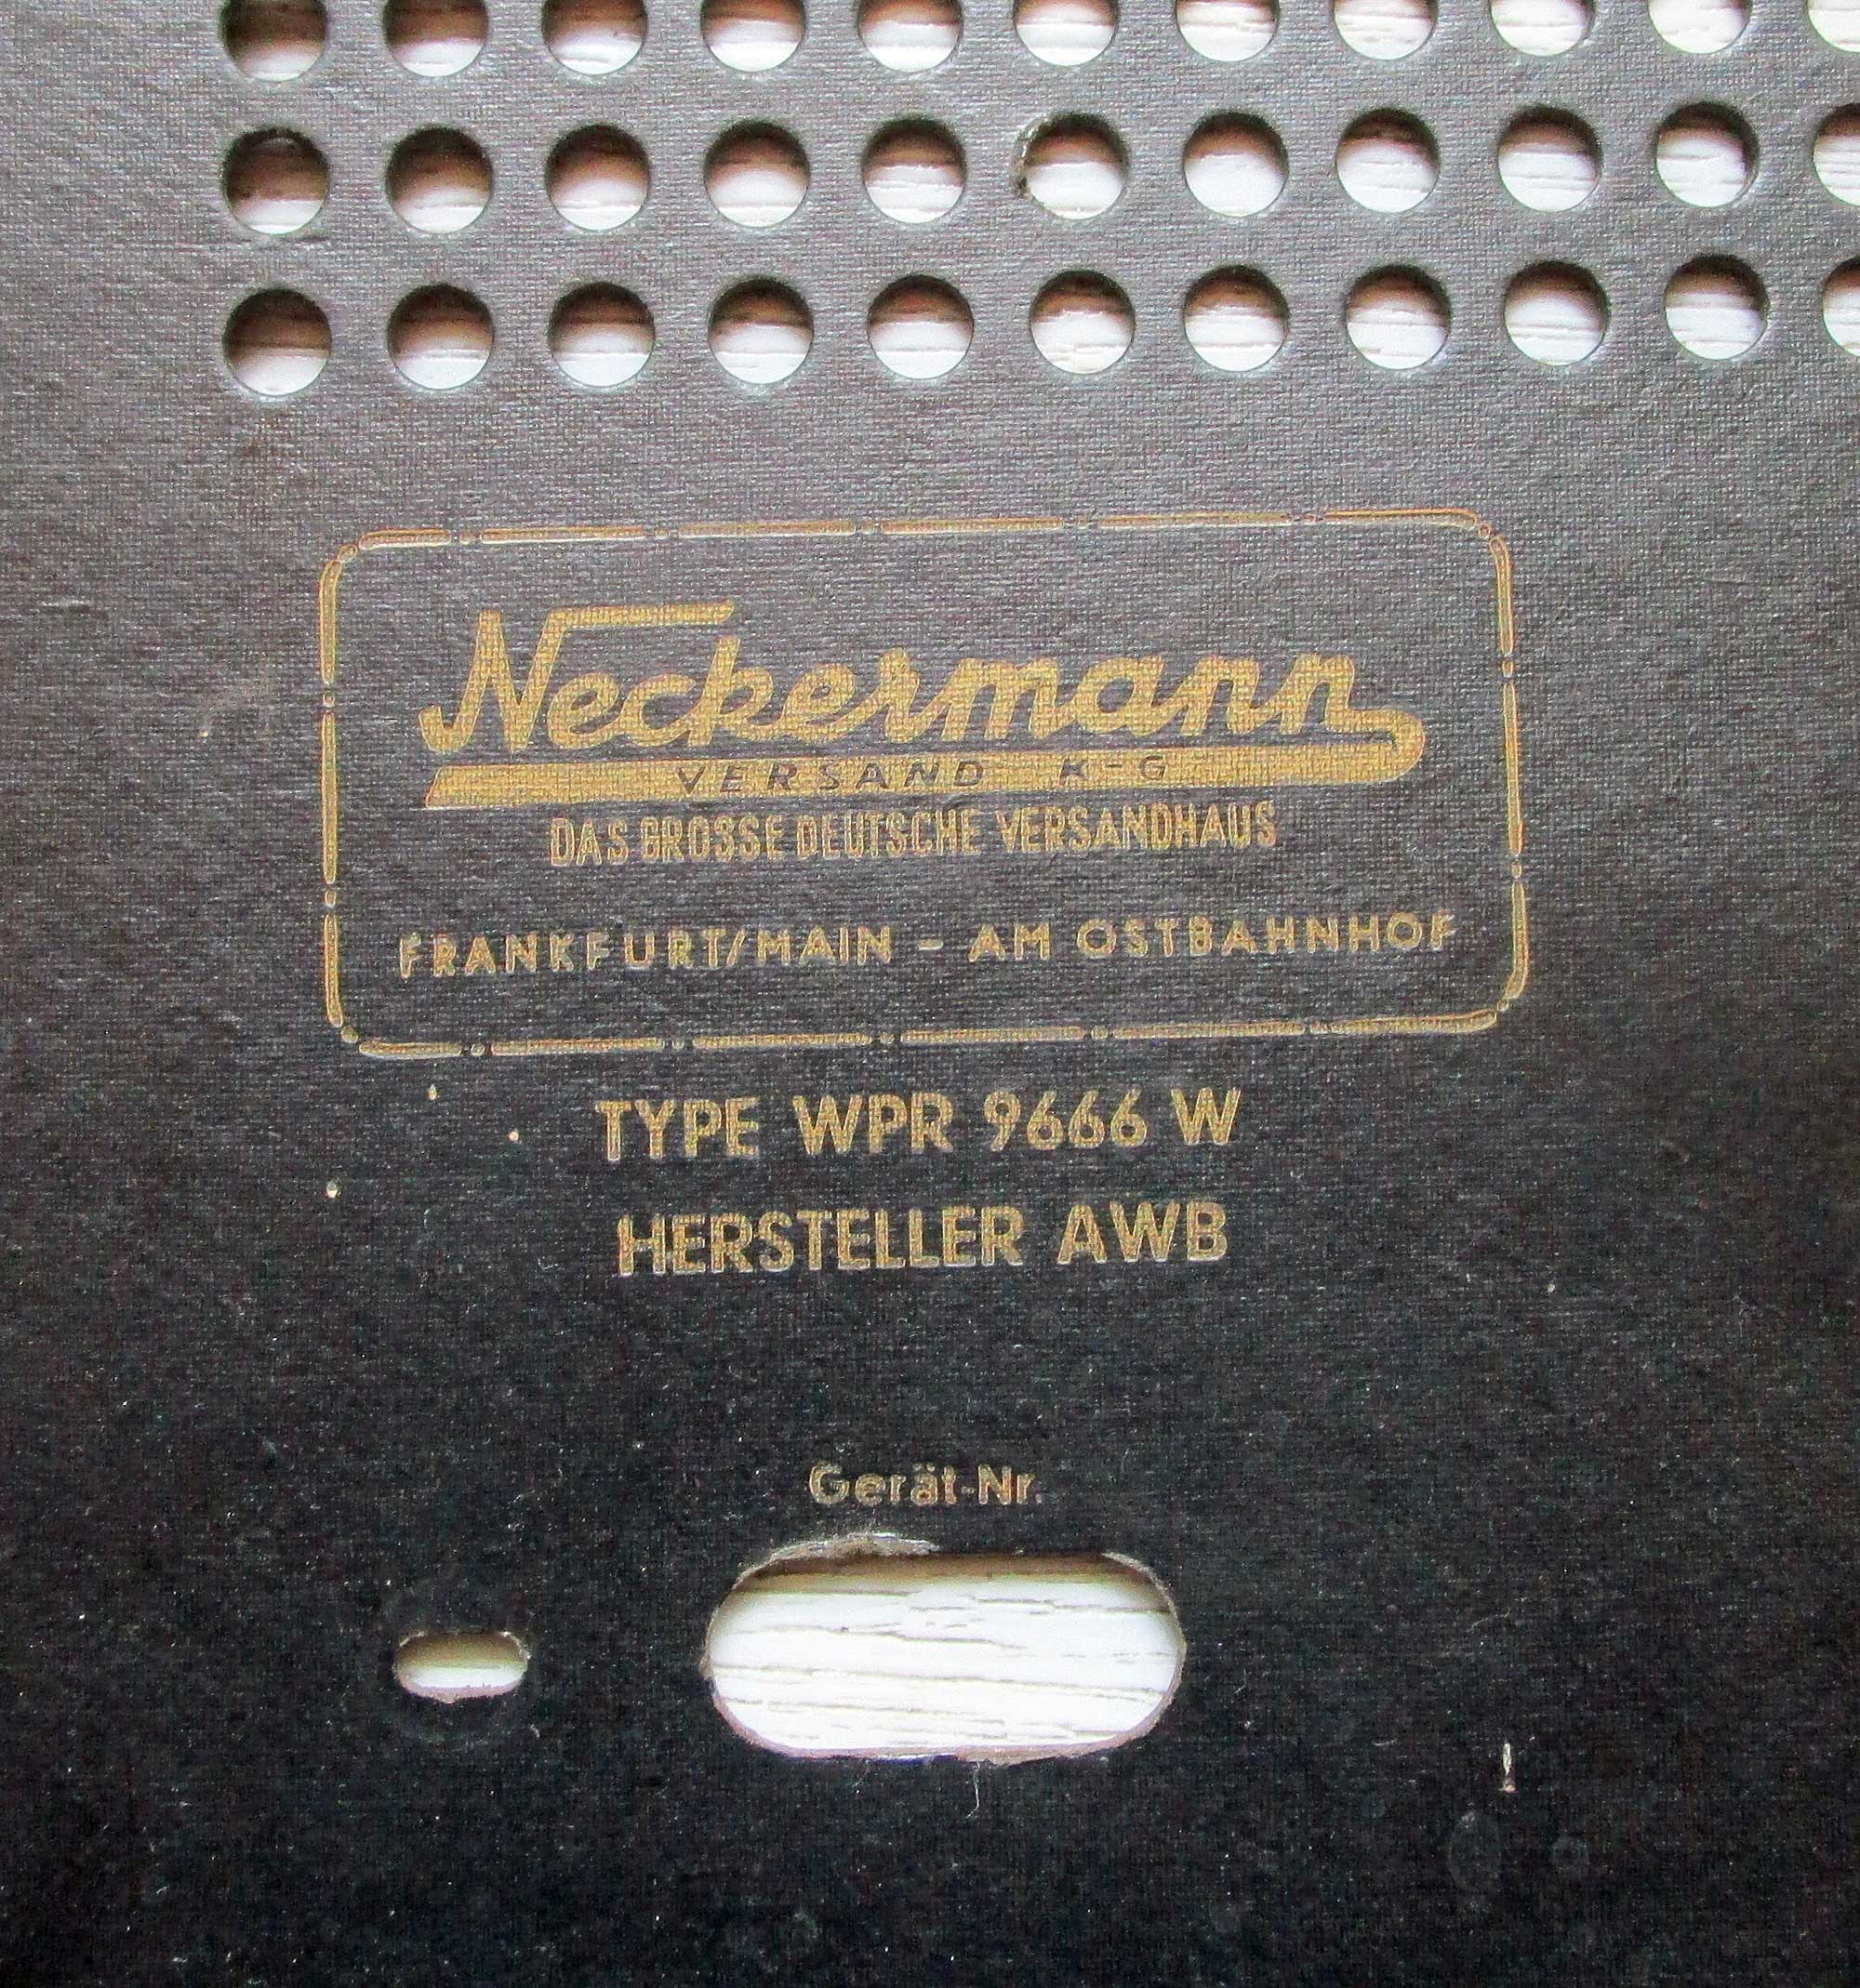 Neckermann
VERSAND K-G
DAS GROSSE DEUTSCHE VERSANDHAUS
FRANKFURT/MAIN - AM OSTBAHNHOF
TYPE WPR 9666 W
HERSTELLER AWB
Gerät-Nr.